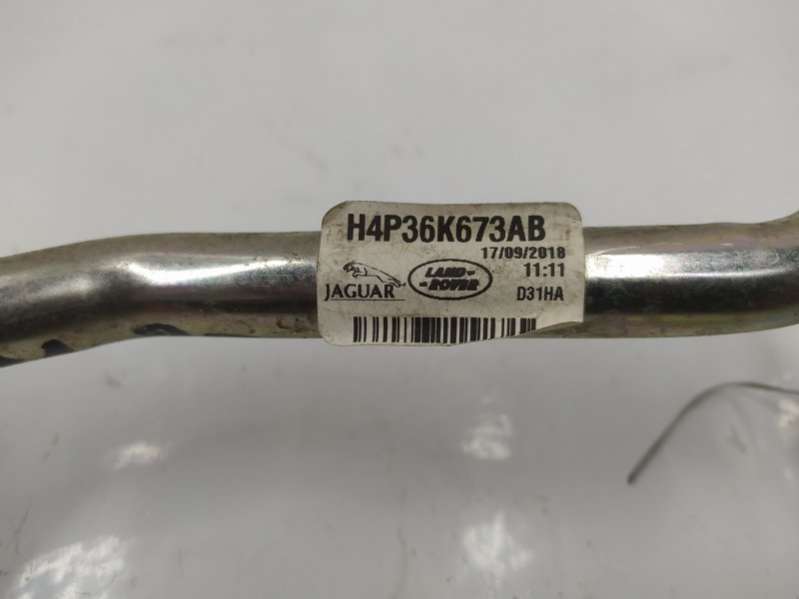 H4P36K673AB
17/09/2018
11:11
JAGUAR
LAND-
-ROVER
D31HA